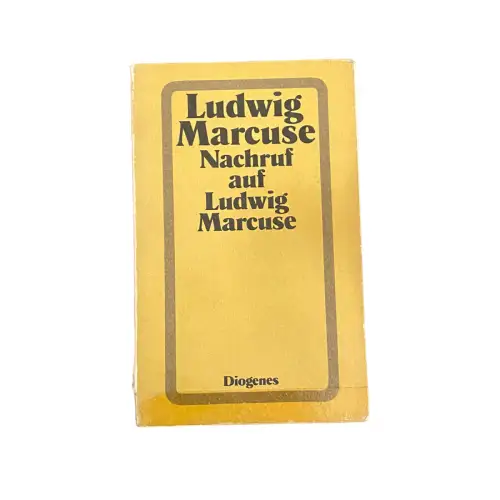 Ludwig
Marcuse
Nachruf
auf
Ludwig
Marcuse
Diogenes